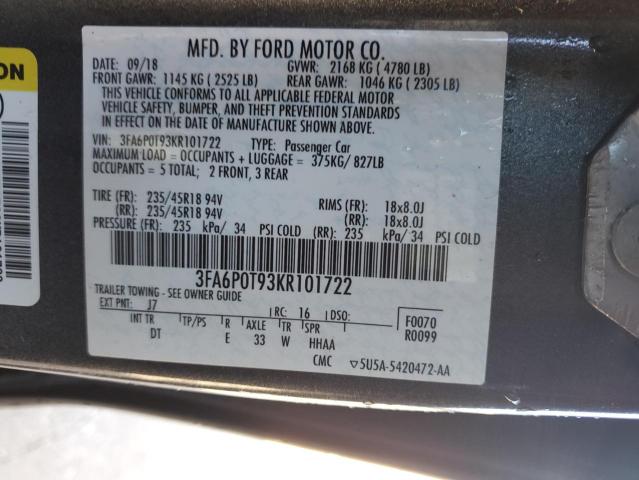 MFD. BY FORD MOTOR CO.
DATE: 09/18 GVWR: 2168 KG (4780 LB)
FRONT GAWR: 1145 KG (2525 LB) REAR GAWR: 1046 KG (2305 LB)
THIS VEHICLE CONFORMS TO ALL APPLICABLE FEDERAL MOTOR
VEHICLE SAFETY, BUMPER, AND THEFT PREVENTION STANDARDS
IN EFFECT ON THE DATE OF MANUFACTURE SHOWN ABOVE.
VIN: 3FA6P0T93KR101722 TYPE: Passenger Car
MAXIMUM LOAD = OCCUPANTS + LUGGAGE = 375KG/ 827LB
OCCUPANTS = 5 TOTAL; 2 FRONT, 3 REAR
TIRE (FR): 235/45R18 94V RIMS (FR): 18x8.0J
(RR): 235/45R18 94V (RR): 18x8.0J
PRESSURE (FR): 235 kPa/ 34 PSI COLD (RR): 235 kPa/ 34 PSI COLD
3FA6P0T93KR101722
TRAILER TOWING - SEE OWNER GUIDE
EXT PNT: J7 RC: 16 DSO: F0070
INT TR TP/PS R AXLE TR SPR R0099
DT E 33 W HHAA
CMC ▽5U5A-5420472-AA
ON